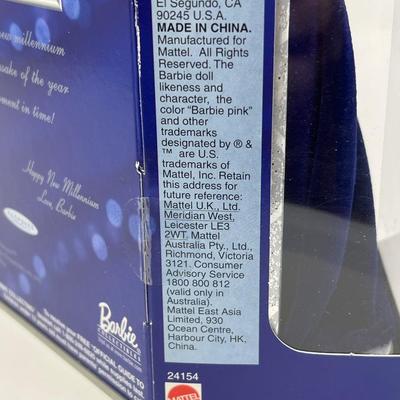 new millennium
sake of the year
ment in time!
Happy New Millennium
Love, Barbie
Barbie
COLLECTIBLES
El Segundo, CA
90245 U.S.A.
MADE IN CHINA.
Manufactured for
Mattel. All Rights
Reserved. The
Barbie doll
likeness and
character, the
color "Barbie pink"
and other
trademarks
designated by ® &
™ are U.S.
trademarks of
Mattel, Inc. Retain
this address for
future reference:
Mattel U.K., Ltd.
Meridian West,
Leicester LE3
2WT. Mattel
Australia Pty., Ltd.,
Richmond, Victoria
3121. Consumer
Advisory Service
1800 800 812
(valid only in
Australia).
Mattel East Asia
Limited, 930
Ocean Centre,
Harbour City, HK,
China.
24154
MATTEL